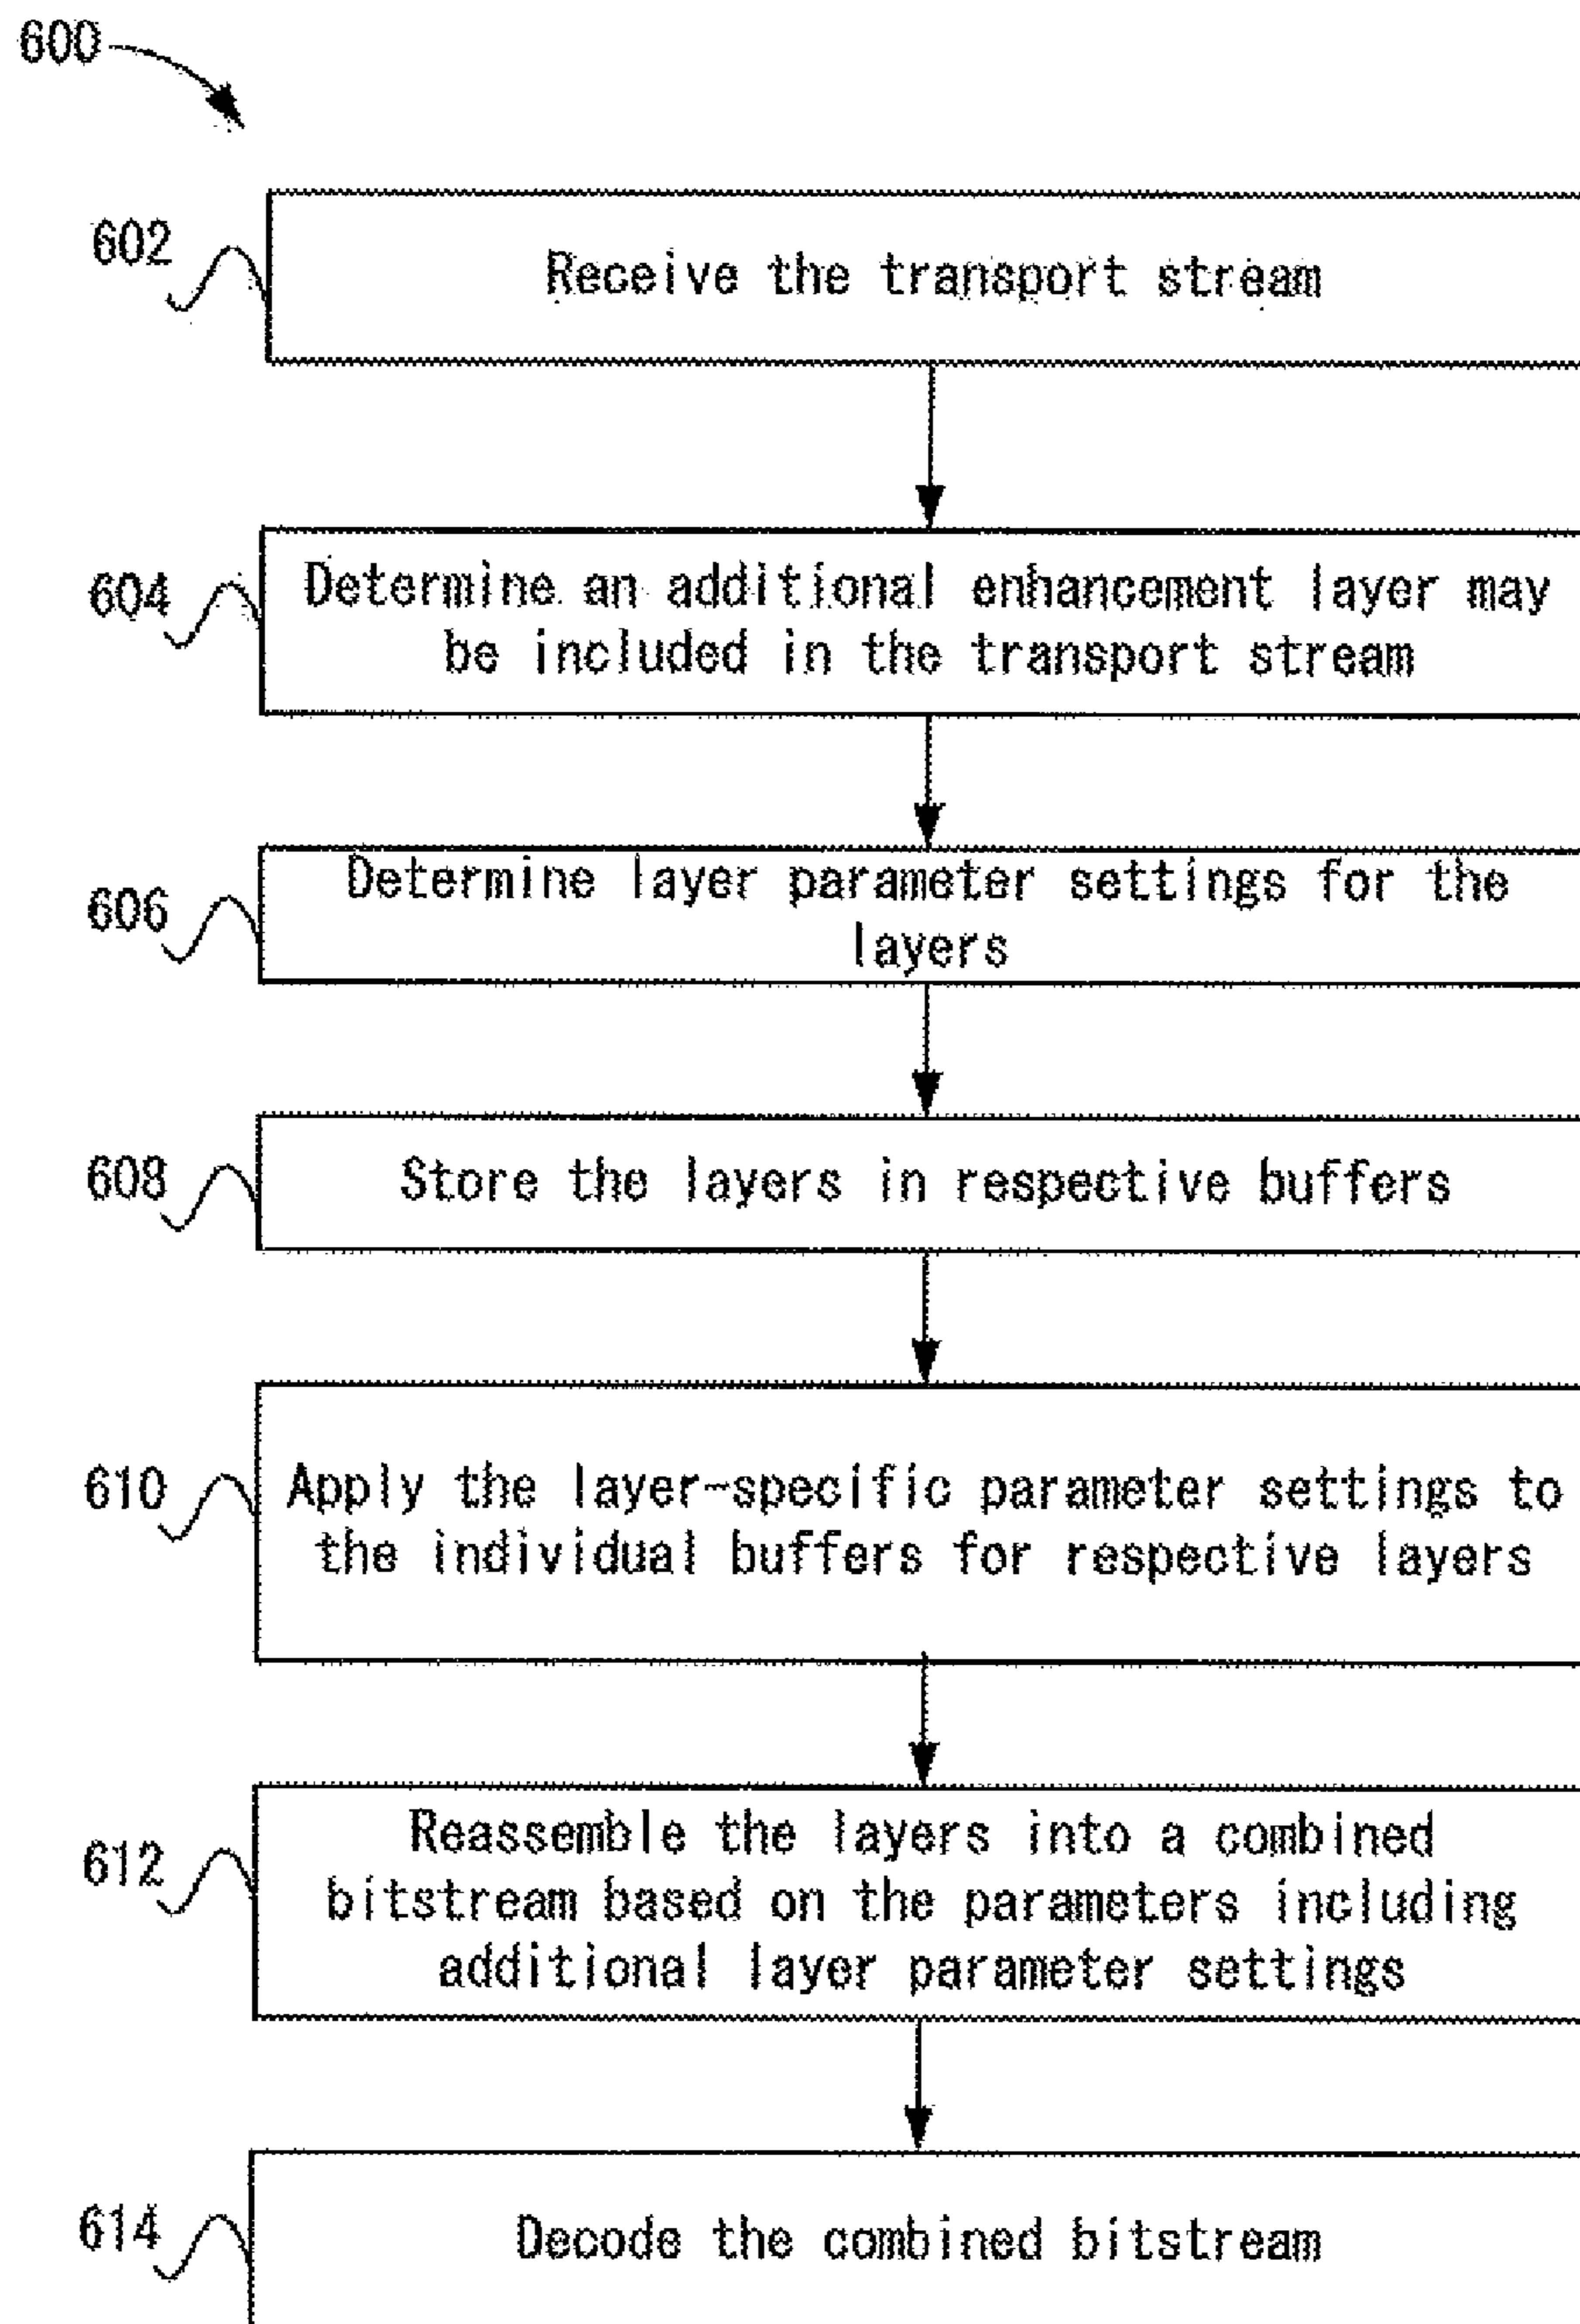 600
602
Receive the transport stream
604
Determine an additional enhancement layer may
be included in the transport stream
606
Determine layer parameter settings for the
layers
608
Store the layers in respective buffers
610
Apply the layer-specific parameter settings to
the individual buffers for respective layers
612
Reassemble the layers into a combined
bitstream based on the parameters including
additional layer parameter settings
614
Decode the combined bitstream